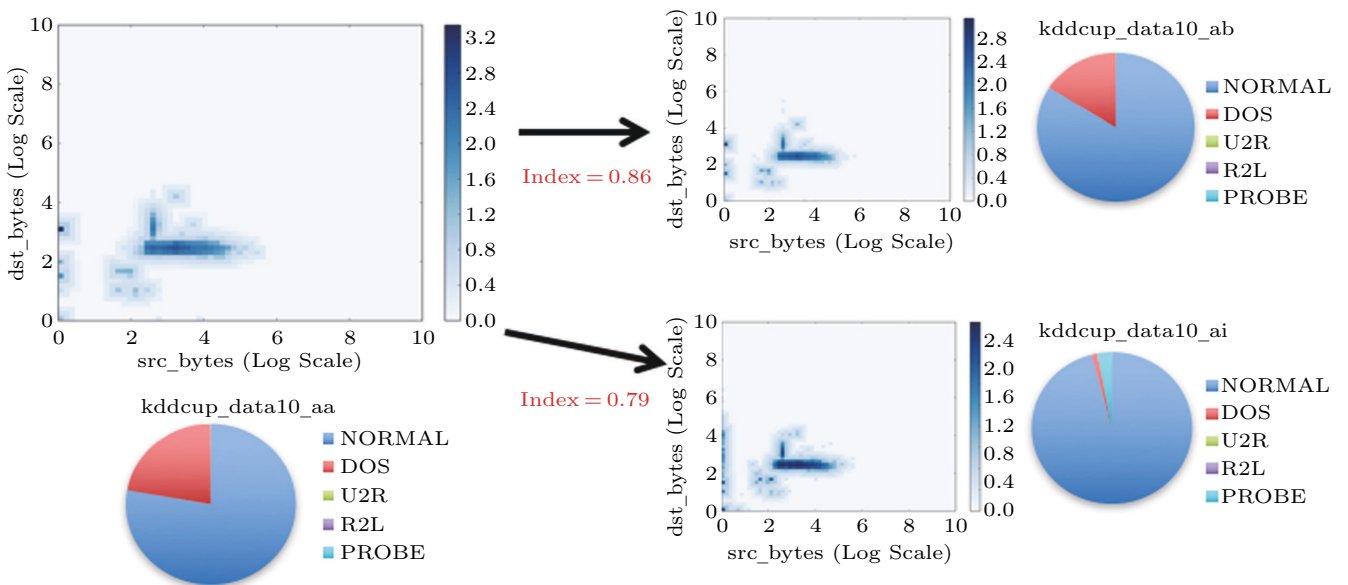 10
8
6
4
2
0
dst_bytes (Log Scale)
0 2 4 6 8 10
src_bytes (Log Scale)
3.2
2.8
2.4
2.0
1.6
1.2
0.8
0.4
0.0
Index = 0.86
Index = 0.79
10
8
6
4
2
0
dst_bytes (Log Scale)
0 2 4 6 8 10
src_bytes (Log Scale)
2.8
2.4
2.0
1.6
1.2
0.8
0.4
0.0
kddcup_data10_ab
NORMAL
DOS
U2R
R2L
PROBE
10
8
6
4
2
0
dst_bytes (Log Scale)
0 2 4 6 8 10
src_bytes (Log Scale)
2.4
2.0
1.6
1.2
0.8
0.4
0.0
kddcup_data10_ai
NORMAL
DOS
U2R
R2L
PROBE
kddcup_data10_aa
NORMAL
DOS
U2R
R2L
PROBE